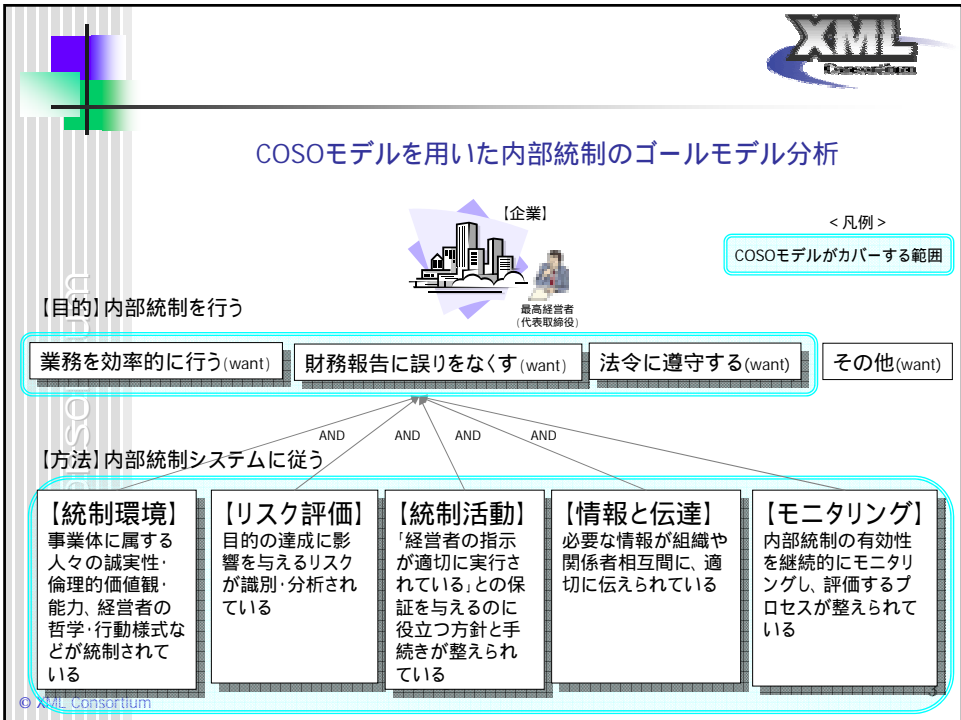 XML
Consortium
COSOモデルを用いた内部統制のゴールモデル分析
【企業】
最高経営者
(代表取締役)
<凡例>
COSOモデルがカバーする範囲
【目的】内部統制を行う
業務を効率的に行う(want)
財務報告に誤りをなくす(want)
法令に遵守する(want)
その他(want)
AND AND AND AND
【方法】内部統制システムに従う
【統制環境】
事業体に属する
人々の誠実性・
倫理的価値観・
能力、経営者の
哲学・行動様式な
どが統制されて
いる
【リスク評価】
目的の達成に影
響を与えるリスク
が識別・分析され
ている
【統制活動】
「経営者の指示
が適切に実行さ
れている」との保
証を与えるのに
役立つ方針と手
続きが整えられ
ている
【情報と伝達】
必要な情報が組織や
関係者相互間に、適
切に伝えられている
【モニタリング】
内部統制の有効性
を継続的にモニタリ
ングし、評価するプ
ロセスが整えられて
いる
© XML Consortium
3